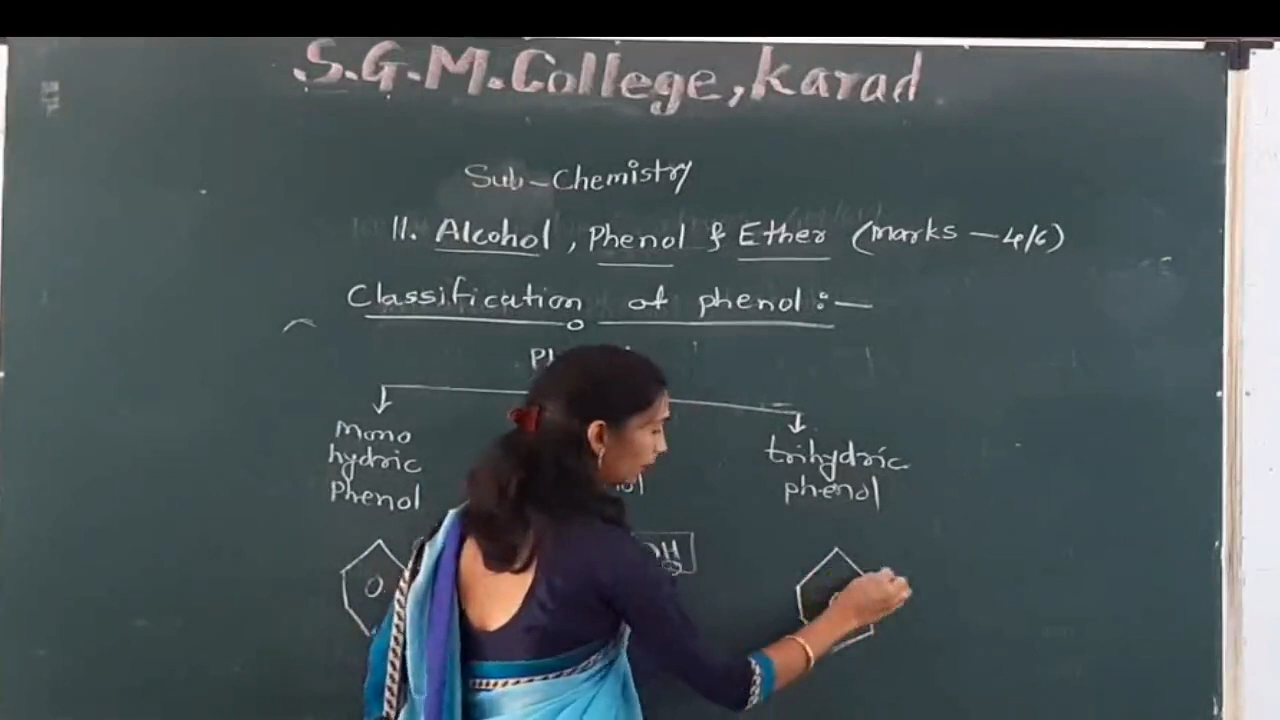 S.G.M. College, Karad
Sub-Chemistry
11. Alcohol, Phenol & Ether (Marks — 4/6)
Classification of phenol :—
Mono
hydric
Phenol
trihydric
phenol
OH